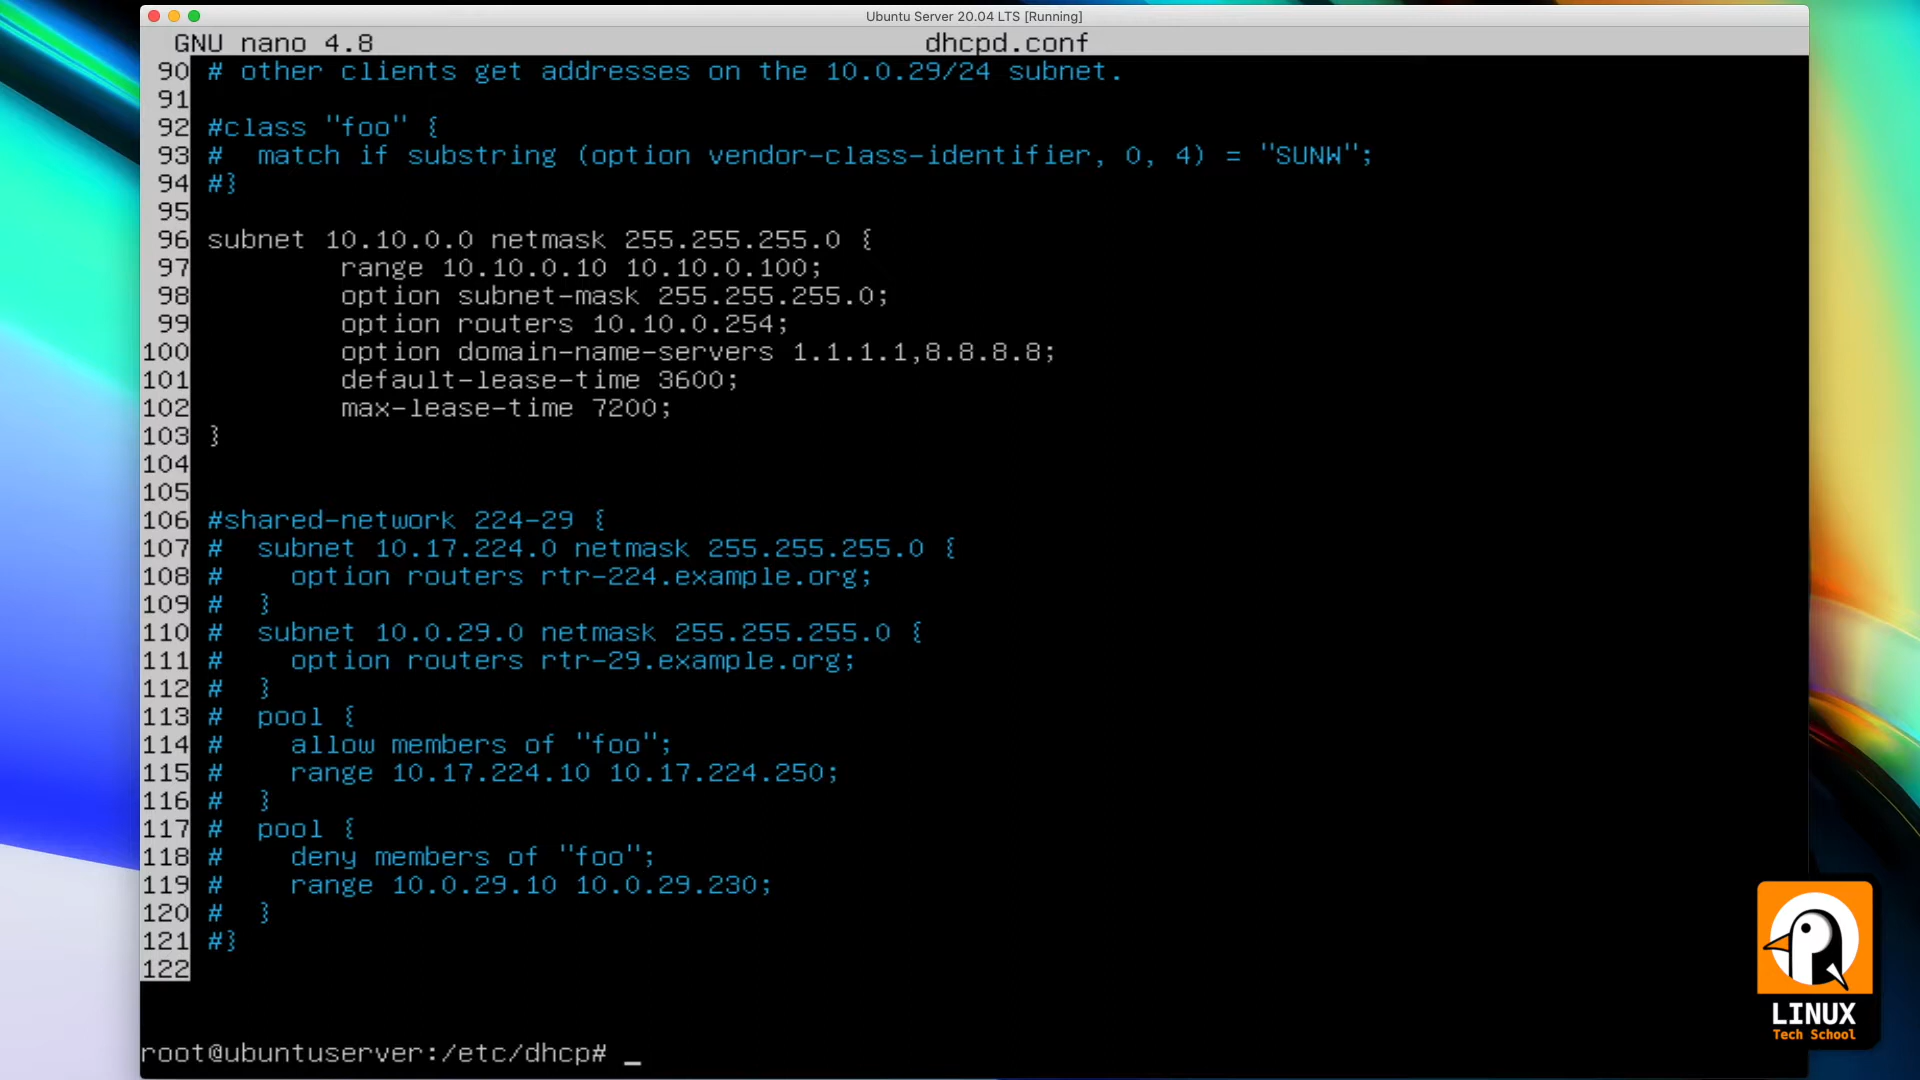 Ubuntu Server 20.04 LTS [Running]
GNU nano 4.8 dhcpd.conf
90 # other clients get addresses on the 10.0.29/24 subnet.
91
92 #class "foo" {
93 #  match if substring (option vendor-class-identifier, 0, 4) = "SUNW";
94 #}
95
96 subnet 10.10.0.0 netmask 255.255.255.0 {
97         range 10.10.0.10 10.10.0.100;
98         option subnet-mask 255.255.255.0;
99         option routers 10.10.0.254;
100         option domain-name-servers 1.1.1.1,8.8.8.8;
101         default-lease-time 3600;
102         max-lease-time 7200;
103 }
104
105
106 #shared-network 224-29 {
107 #  subnet 10.17.224.0 netmask 255.255.255.0 {
108 #    option routers rtr-224.example.org;
109 #  }
110 #  subnet 10.0.29.0 netmask 255.255.255.0 {
111 #    option routers rtr-29.example.org;
112 #  }
113 #  pool {
114 #    allow members of "foo";
115 #    range 10.17.224.10 10.17.224.250;
116 #  }
117 #  pool {
118 #    deny members of "foo";
119 #    range 10.0.29.10 10.0.29.230;
120 #  }
121 #}
122
root@ubuntuserver:/etc/dhcp# _
LINUX
Tech School